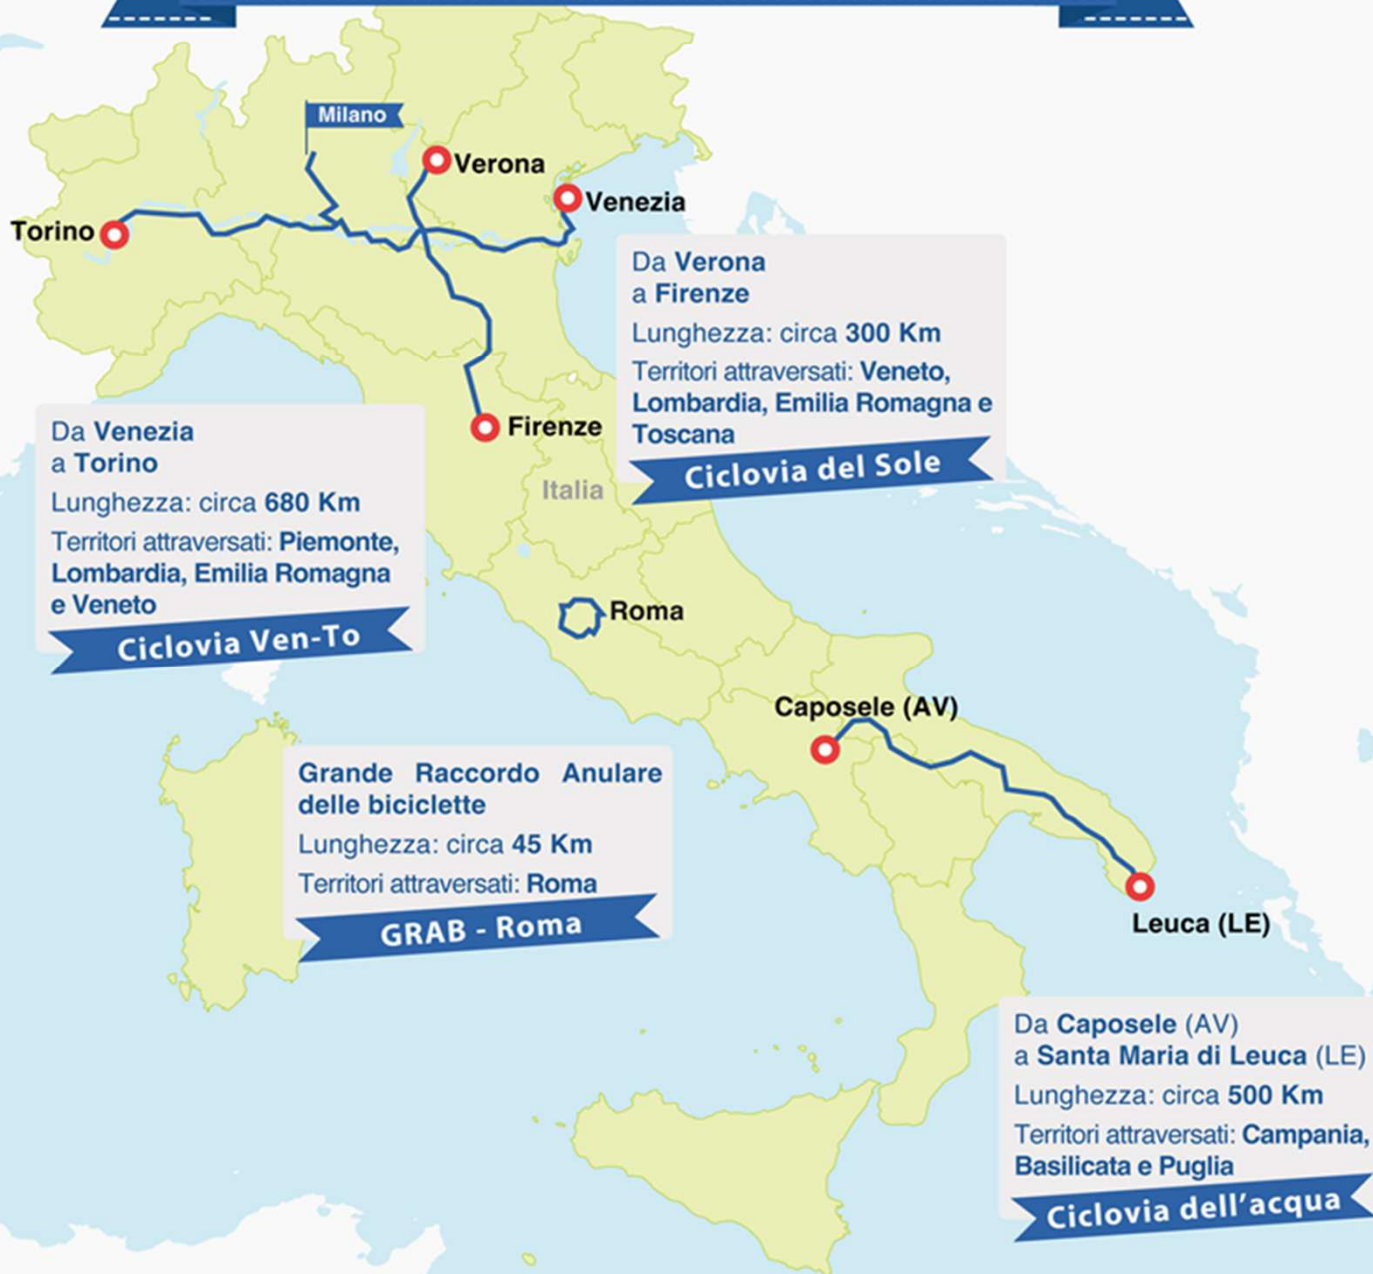 Milano
Verona
Venezia
Torino
Da Verona
a Firenze
Lunghezza: circa 300 Km
Territori attraversati: Veneto,
Lombardia, Emilia Romagna e
Toscana
Ciclovia del Sole
Firenze
Italia
Da Venezia
a Torino
Lunghezza: circa 680 Km
Territori attraversati: Piemonte,
Lombardia, Emilia Romagna
e Veneto
Ciclovia Ven-To
Roma
Caposele (AV)
Grande Raccordo Anulare
delle biciclette
Lunghezza: circa 45 Km
Territori attraversati: Roma
GRAB - Roma
Leuca (LE)
Da Caposele (AV)
a Santa Maria di Leuca (LE)
Lunghezza: circa 500 Km
Territori attraversati: Campania,
Basilicata e Puglia
Ciclovia dell'acqua